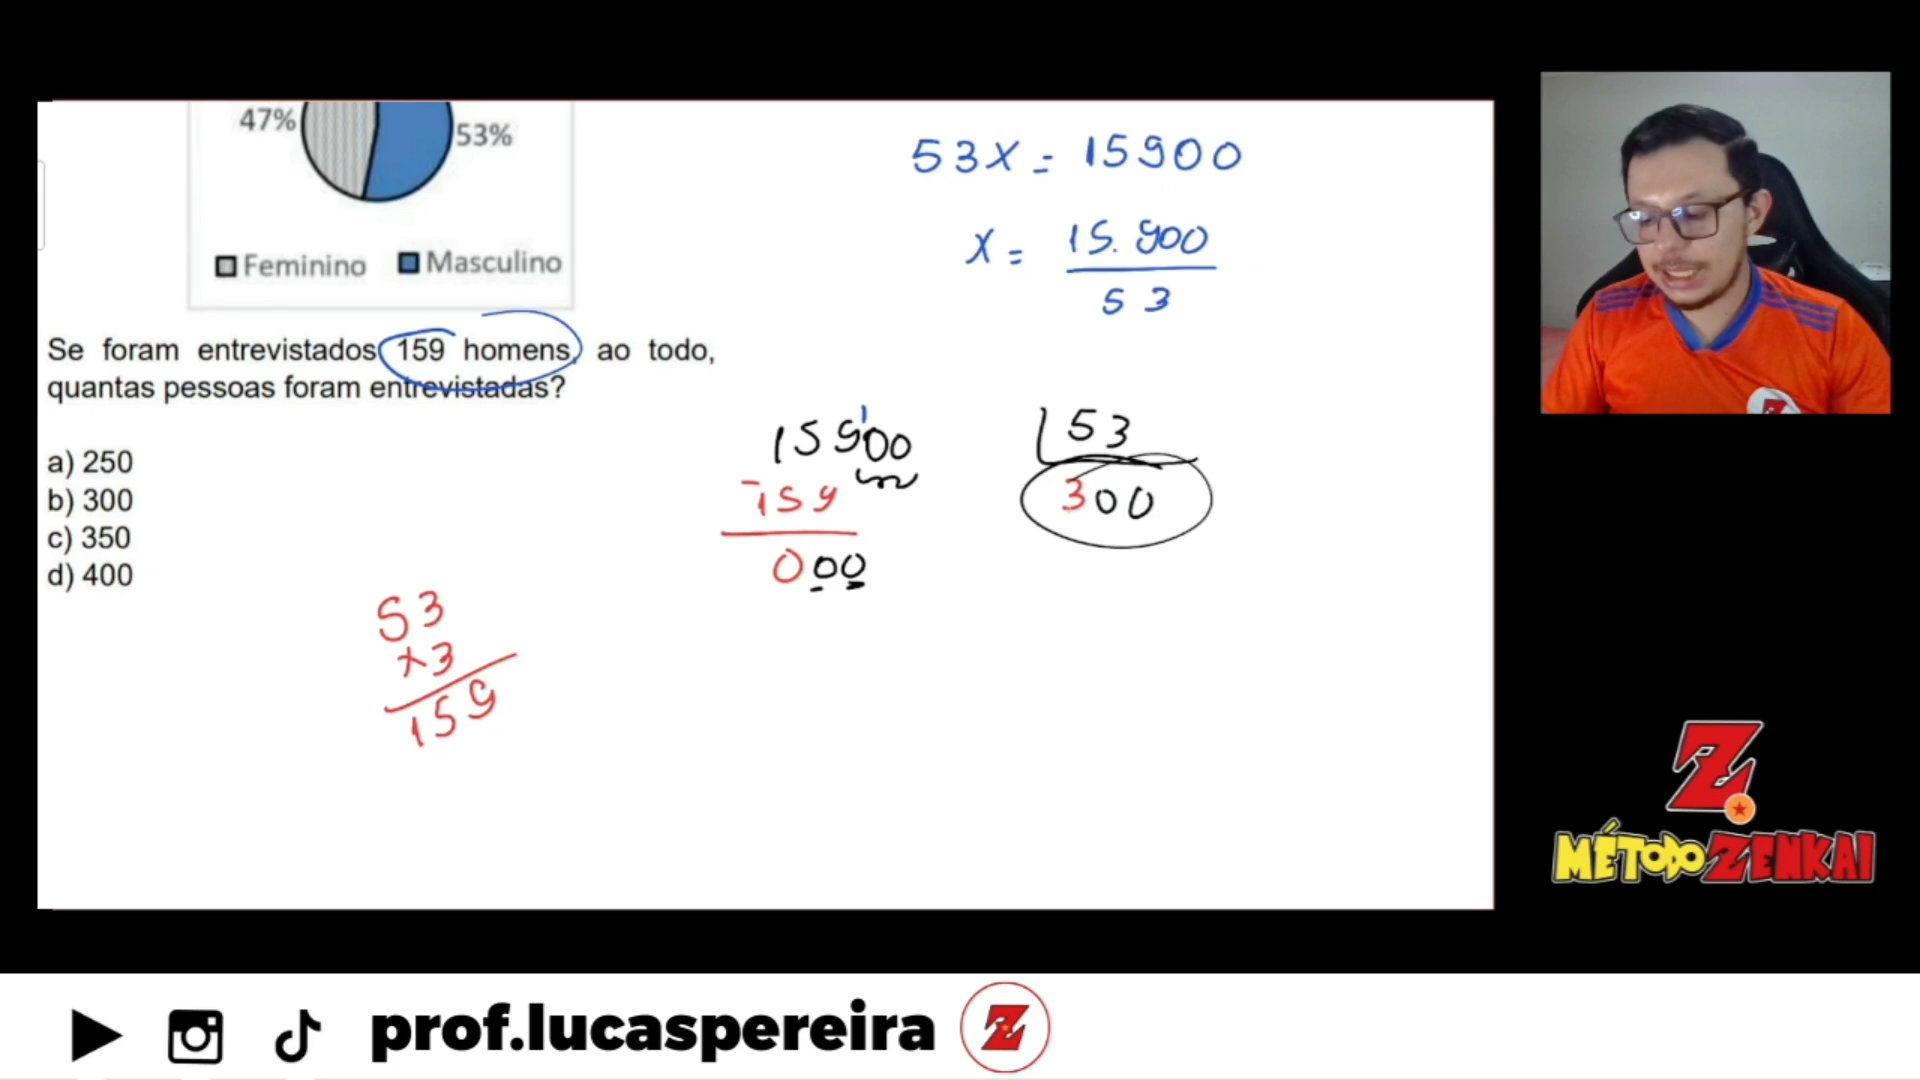 47%
53%
Feminino Masculino
Se foram entrevistados 159 homens, ao todo,
quantas pessoas foram entrevistadas?
a) 250
b) 300
c) 350
d) 400
53
x3
159
53x = 15900
x = 15.900
53
15900 53
-159 300
000
Z
MÉTODO ZENKAI
prof.lucaspereira Z